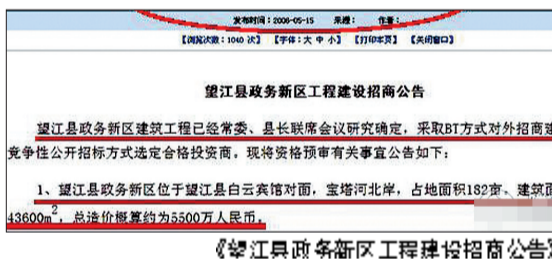 发布时间：2006-05-15 来源： 作者：
【浏览次数：1040 次】 【字体：大 中 小】 【打印本页】 【关闭窗口】
望江县政务新区工程建设招商公告
望江县政务新区建筑工程已经常委、县长联席会议研究确定，采取BT方式对外招商建
竞争性公开招标方式选定合格投资商。现将资格预审有关事宜公告如下：
1、望江县政务新区位于望江县白云宾馆对面，宝塔河北岸，占地面积182亩，建筑面
43600m²，总造价概算约为5500万人民币。
《望江县政务新区工程建设招商公告》